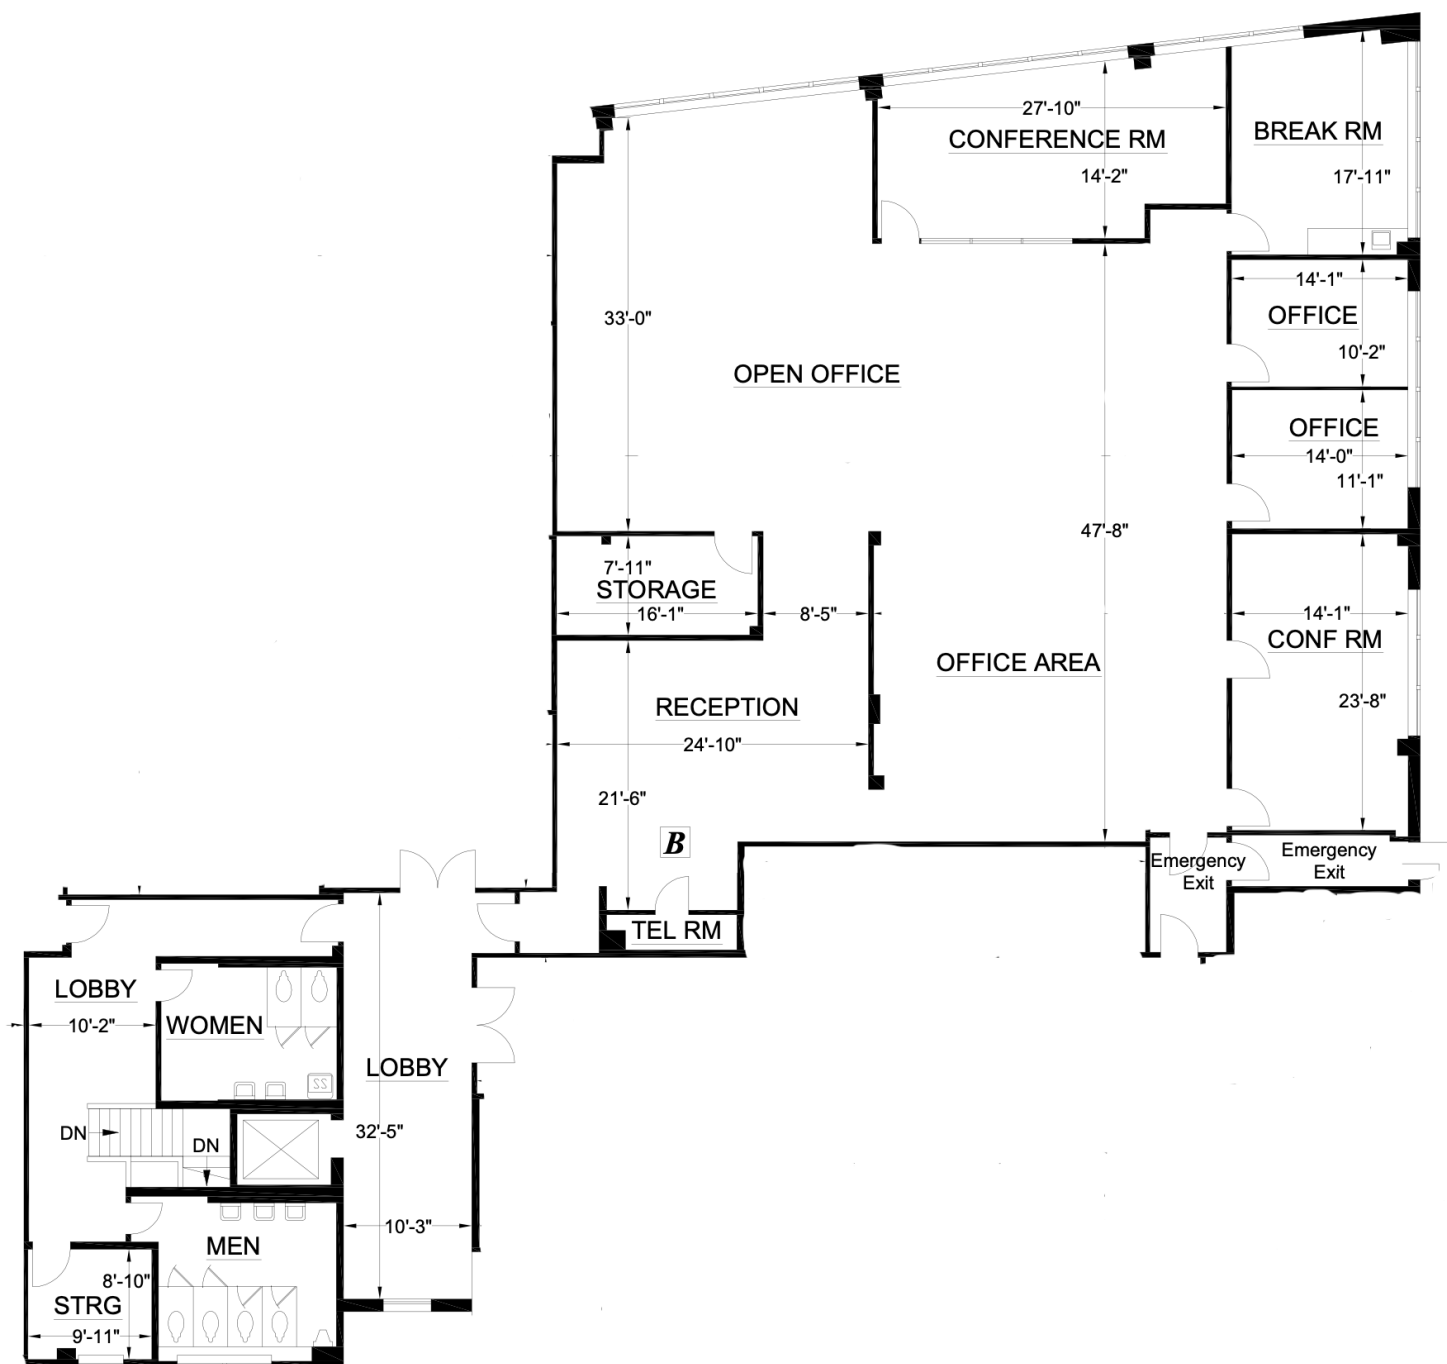 27'-10"
CONFERENCE RM
14'-2"
BREAK RM
17'-11"
14'-1"
OFFICE
10'-2"
33'-0"
OPEN OFFICE
OFFICE
14'-0"
11'-1"
47'-8"
7'-11"
STORAGE
16'-1"
8'-5"
14'-1"
CONF RM
23'-8"
OFFICE AREA
RECEPTION
24'-10"
21'-6"
B
Emergency
Exit
Emergency
Exit
TEL RM
LOBBY
10'-2"
WOMEN
LOBBY
32'-5"
DN
DN
10'-3"
MEN
8'-10"
STRG
9'-11"